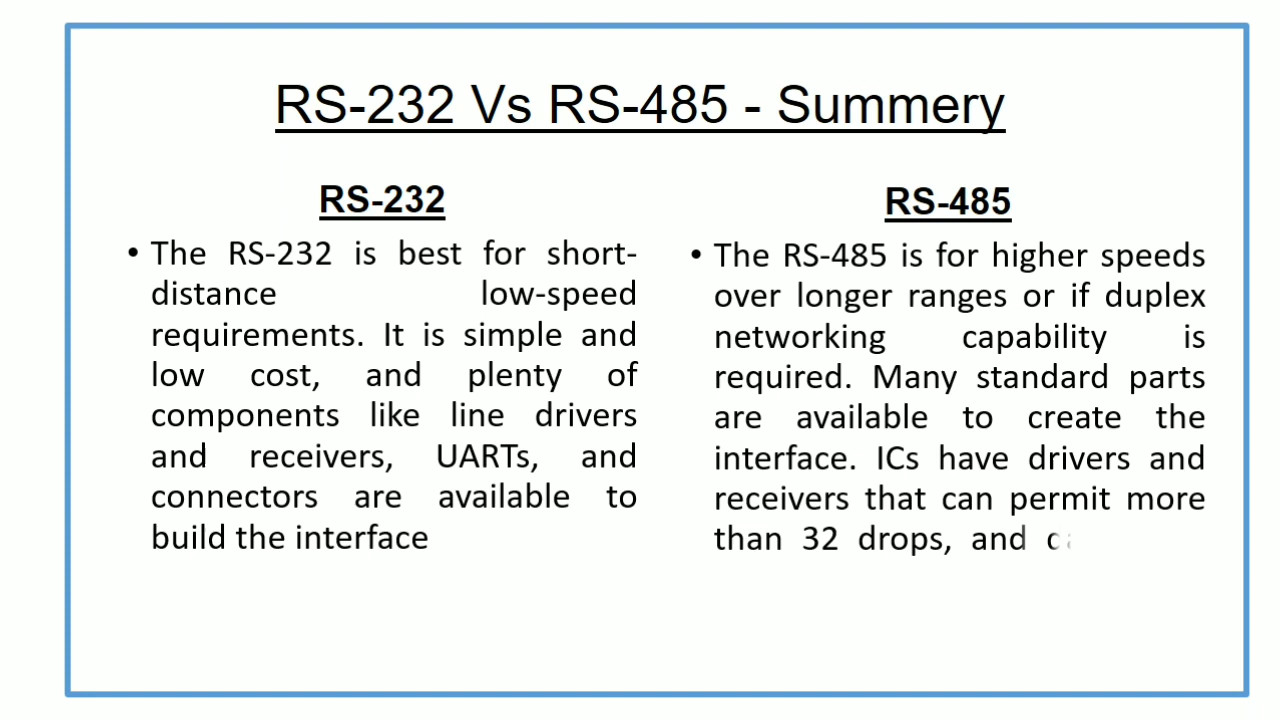 RS-232 Vs RS-485 - Summery
RS-232
• The RS-232 is best for short-
distance low-speed
requirements. It is simple and
low cost, and plenty of
components like line drivers
and receivers, UARTs, and
connectors are available to
build the interface
RS-485
• The RS-485 is for higher speeds
over longer ranges or if duplex
networking capability is
required. Many standard parts
are available to create the
interface. ICs have drivers and
receivers that can permit more
than 32 drops, and